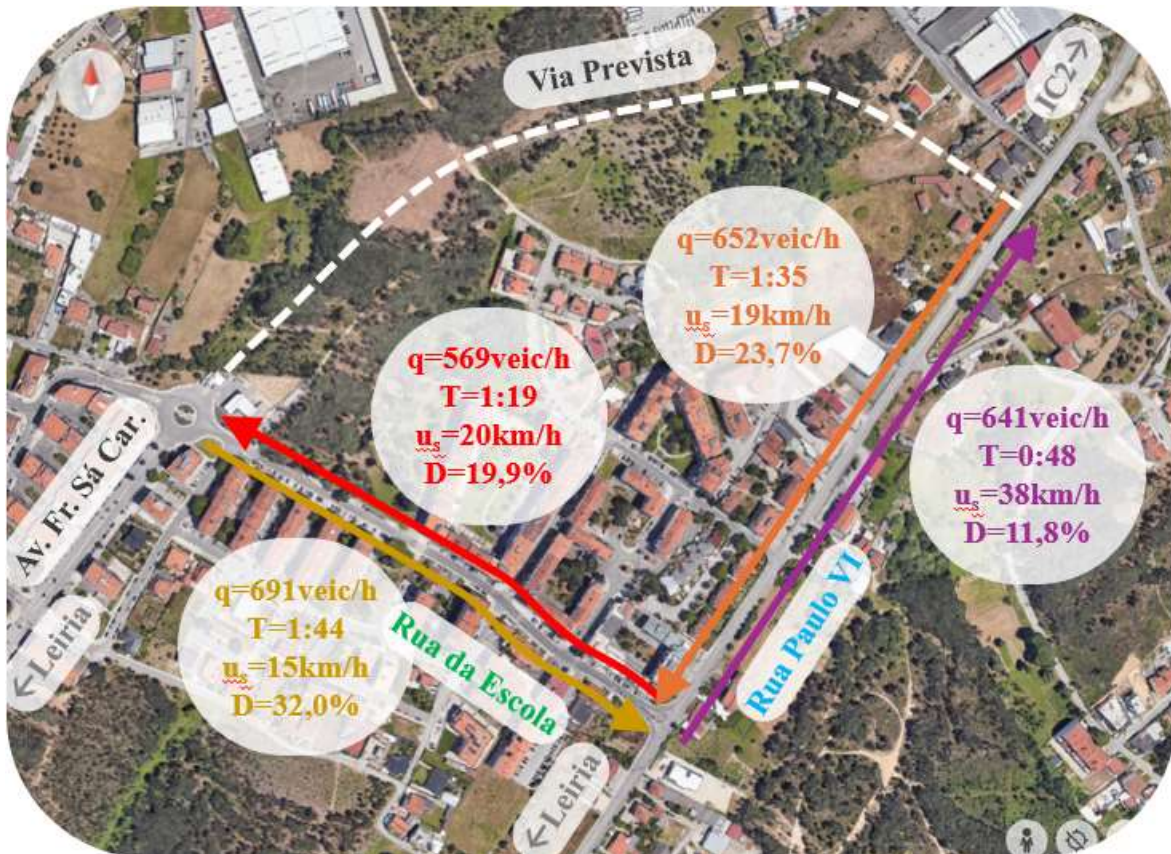 Via Prevista
IC2→
q=652veic/h
T=1:35
us=19km/h
D=23,7%
q=569veic/h
T=1:19
us=20km/h
D=19,9%
q=641veic/h
T=0:48
us=38km/h
D=11,8%
Av. Fr. Sá Car.
q=691veic/h
T=1:44
us=15km/h
D=32,0%
Rua da Escola
Rua Paulo VI
←Leiria
←Leiria